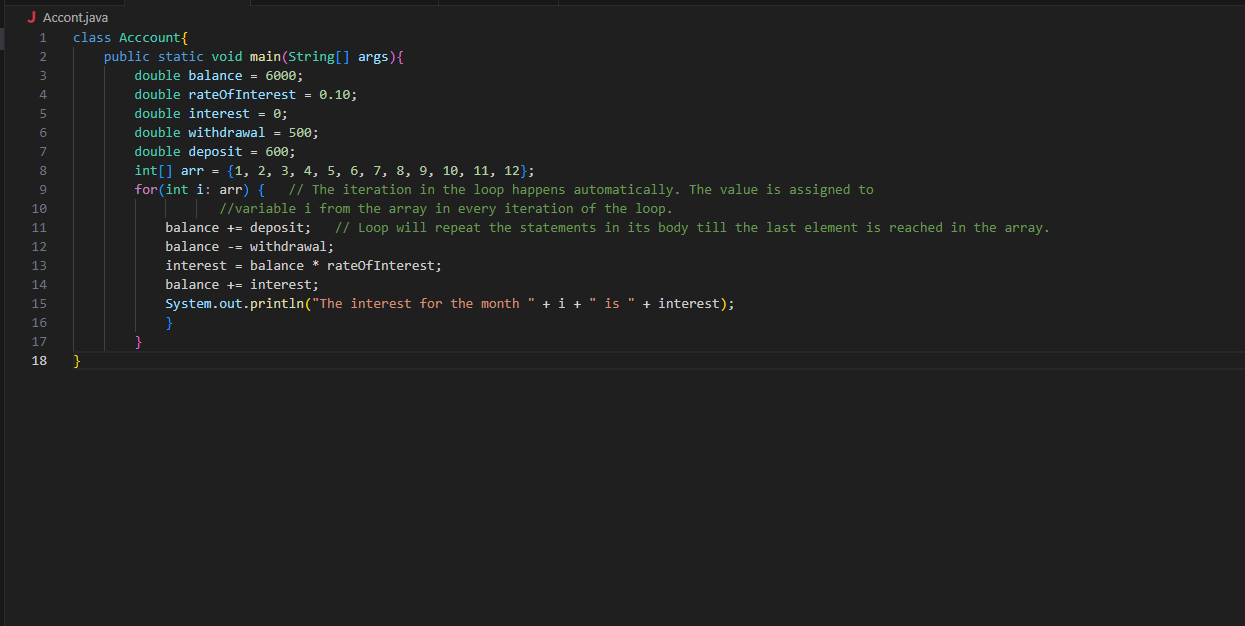 J Accont.java
1 class Acccount{
2 public static void main(String[] args){
3 double balance = 6000;
4 double rateOfInterest = 0.10;
5 double interest = 0;
6 double withdrawal = 500;
7 double deposit = 600;
8 int[] arr = {1, 2, 3, 4, 5, 6, 7, 8, 9, 10, 11, 12};
9 for(int i: arr) { // The iteration in the loop happens automatically. The value is assigned to
10 //variable i from the array in every iteration of the loop.
11 balance += deposit; // Loop will repeat the statements in its body till the last element is reached in the array.
12 balance -= withdrawal;
13 interest = balance * rateOfInterest;
14 balance += interest;
15 System.out.println("The interest for the month " + i + " is " + interest);
16 }
17 }
18 }